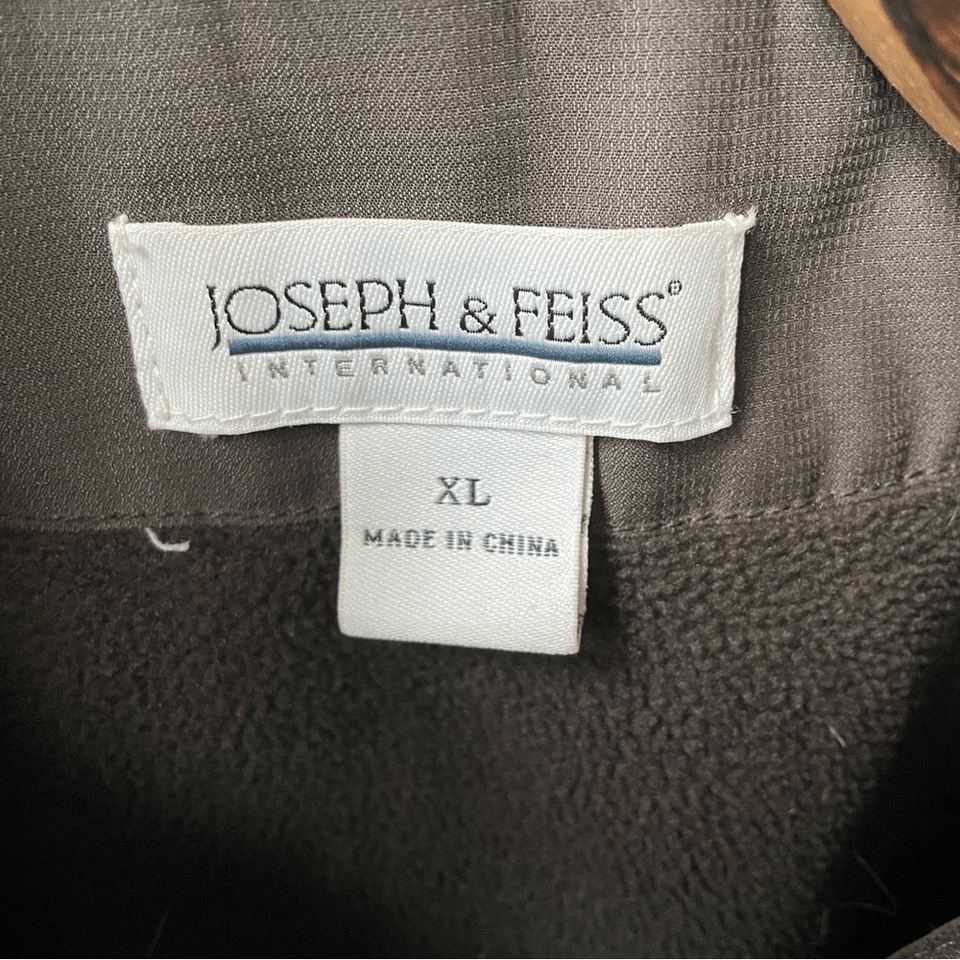 JOSEPH & FEISS®
INTERNATIONAL
XL
MADE IN CHINA